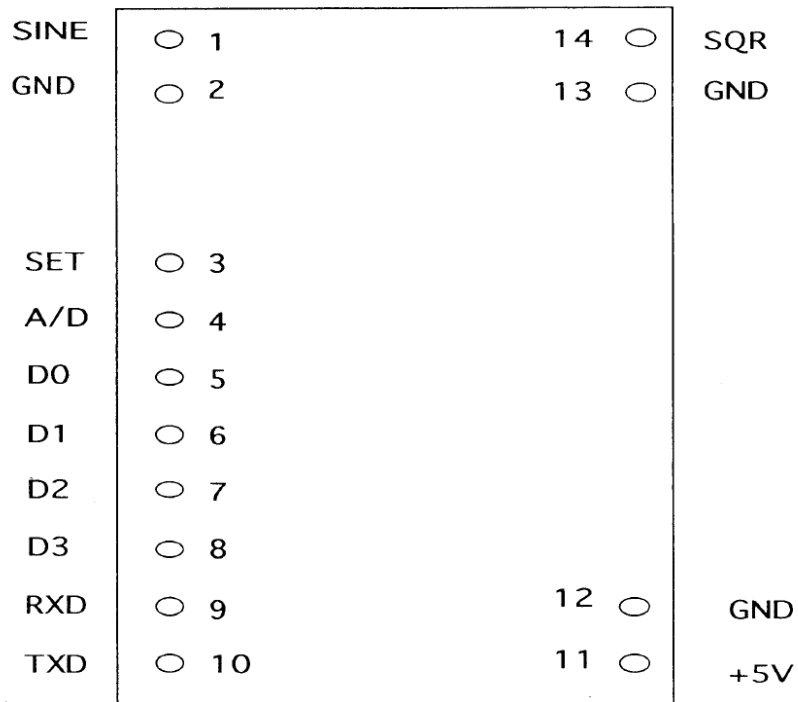 SINE 1 14 SQR
GND 2 13 GND
SET 3
A/D 4
D0 5
D1 6
D2 7
D3 8
RXD 9 12 GND
TXD 10 11 +5V